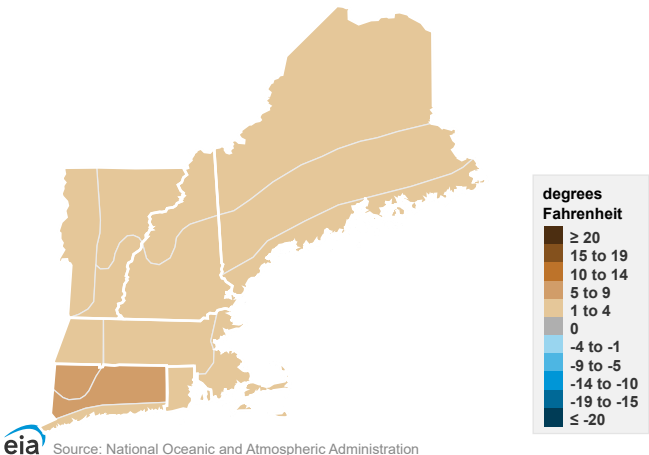 degrees
Fahrenheit
≥ 20
15 to 19
10 to 14
5 to 9
1 to 4
0
-4 to -1
-9 to -5
-14 to -10
-19 to -15
≤ -20
eia
Source: National Oceanic and Atmospheric Administration